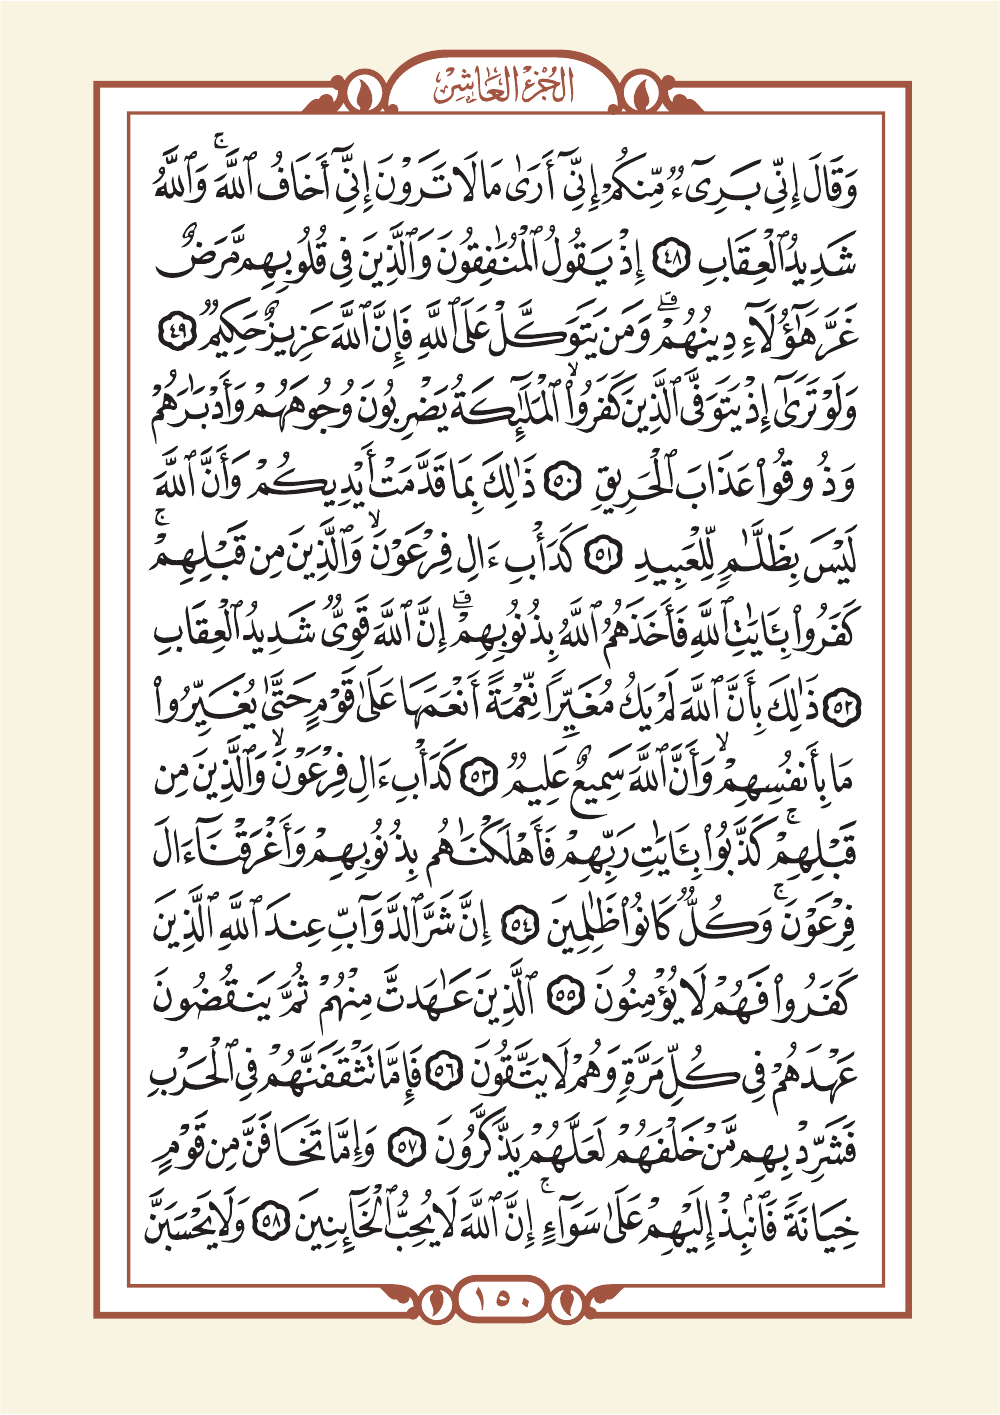 الجزء العاشر
وَقَالَ إِنِّي بَرِيٓءٞ مِّنكُمۡ إِنِّيٓ أَرَىٰ مَا لَا تَرَوۡنَ إِنِّيٓ أَخَافُ ٱللَّهَۚ وَٱللَّهُ
شَدِيدُ ٱلۡعِقَابِ ٤٨ إِذۡ يَقُولُ ٱلۡمُنَٰفِقُونَ وَٱلَّذِينَ فِي قُلُوبِهِم مَّرَضٌ
غَرَّ هَٰٓؤُلَآءِ دِينُهُمۡۗ وَمَن يَتَوَكَّلۡ عَلَى ٱللَّهِ فَإِنَّ ٱللَّهَ عَزِيزٌ حَكِيمٞ ٤٩
وَلَوۡ تَرَىٰٓ إِذۡ يَتَوَفَّى ٱلَّذِينَ كَفَرُواْۙ ٱلۡمَلَٰٓئِكَةُ يَضۡرِبُونَ وُجُوهَهُمۡ وَأَدۡبَٰرَهُمۡ
وَذُوقُواْ عَذَابَ ٱلۡحَرِيقِ ٥٠ ذَٰلِكَ بِمَا قَدَّمَتۡ أَيۡدِيكُمۡ وَأَنَّ ٱللَّهَ
لَيۡسَ بِظَلَّٰمٖ لِّلۡعَبِيدِ ٥١ كَدَأۡبِ ءَالِ فِرۡعَوۡنَۙ وَٱلَّذِينَ مِن قَبۡلِهِمۡۚ
كَفَرُواْ بِـَٔايَٰتِ ٱللَّهِ فَأَخَذَهُمُ ٱللَّهُ بِذُنُوبِهِمۡۗ إِنَّ ٱللَّهَ قَوِيّٞ شَدِيدُ ٱلۡعِقَابِ
٥٢ ذَٰلِكَ بِأَنَّ ٱللَّهَ لَمۡ يَكُ مُغَيِّرٗا نِّعۡمَةً أَنۡعَمَهَا عَلَىٰ قَوۡمٍ حَتَّىٰ يُغَيِّرُواْ
مَا بِأَنفُسِهِمۡۙ وَأَنَّ ٱللَّهَ سَمِيعٌ عَلِيمٞ ٥٣ كَدَأۡبِ ءَالِ فِرۡعَوۡنَۙ وَٱلَّذِينَ مِن
قَبۡلِهِمۡۚ كَذَّبُواْ بِـَٔايَٰتِ رَبِّهِمۡ فَأَهۡلَكۡنَٰهُم بِذُنُوبِهِمۡ وَأَغۡرَقۡنَآ ءَالَ
فِرۡعَوۡنَۚ وَكُلّٞ كَانُواْ ظَٰلِمِينَ ٥٤ إِنَّ شَرَّ ٱلدَّوَآبِّ عِندَ ٱللَّهِ ٱلَّذِينَ
كَفَرُواْ فَهُمۡ لَا يُؤۡمِنُونَ ٥٥ ٱلَّذِينَ عَٰهَدتَّ مِنۡهُمۡ ثُمَّ يَنقُضُونَ
عَهۡدَهُمۡ فِي كُلِّ مَرَّةٖ وَهُمۡ لَا يَتَّقُونَ ٥٦ فَإِمَّا تَثۡقَفَنَّهُمۡ فِي ٱلۡحَرۡبِ
فَشَرِّدۡ بِهِم مَّنۡ خَلۡفَهُمۡ لَعَلَّهُمۡ يَذَّكَّرُونَ ٥٧ وَإِمَّا تَخَافَنَّ مِن قَوۡمٍ
خِيَانَةٗ فَٱنۢبِذۡ إِلَيۡهِمۡ عَلَىٰ سَوَآءٍۚ إِنَّ ٱللَّهَ لَا يُحِبُّ ٱلۡخَآئِنِينَ ٥٨ وَلَا يَحۡسَبَنَّ
١٥٠